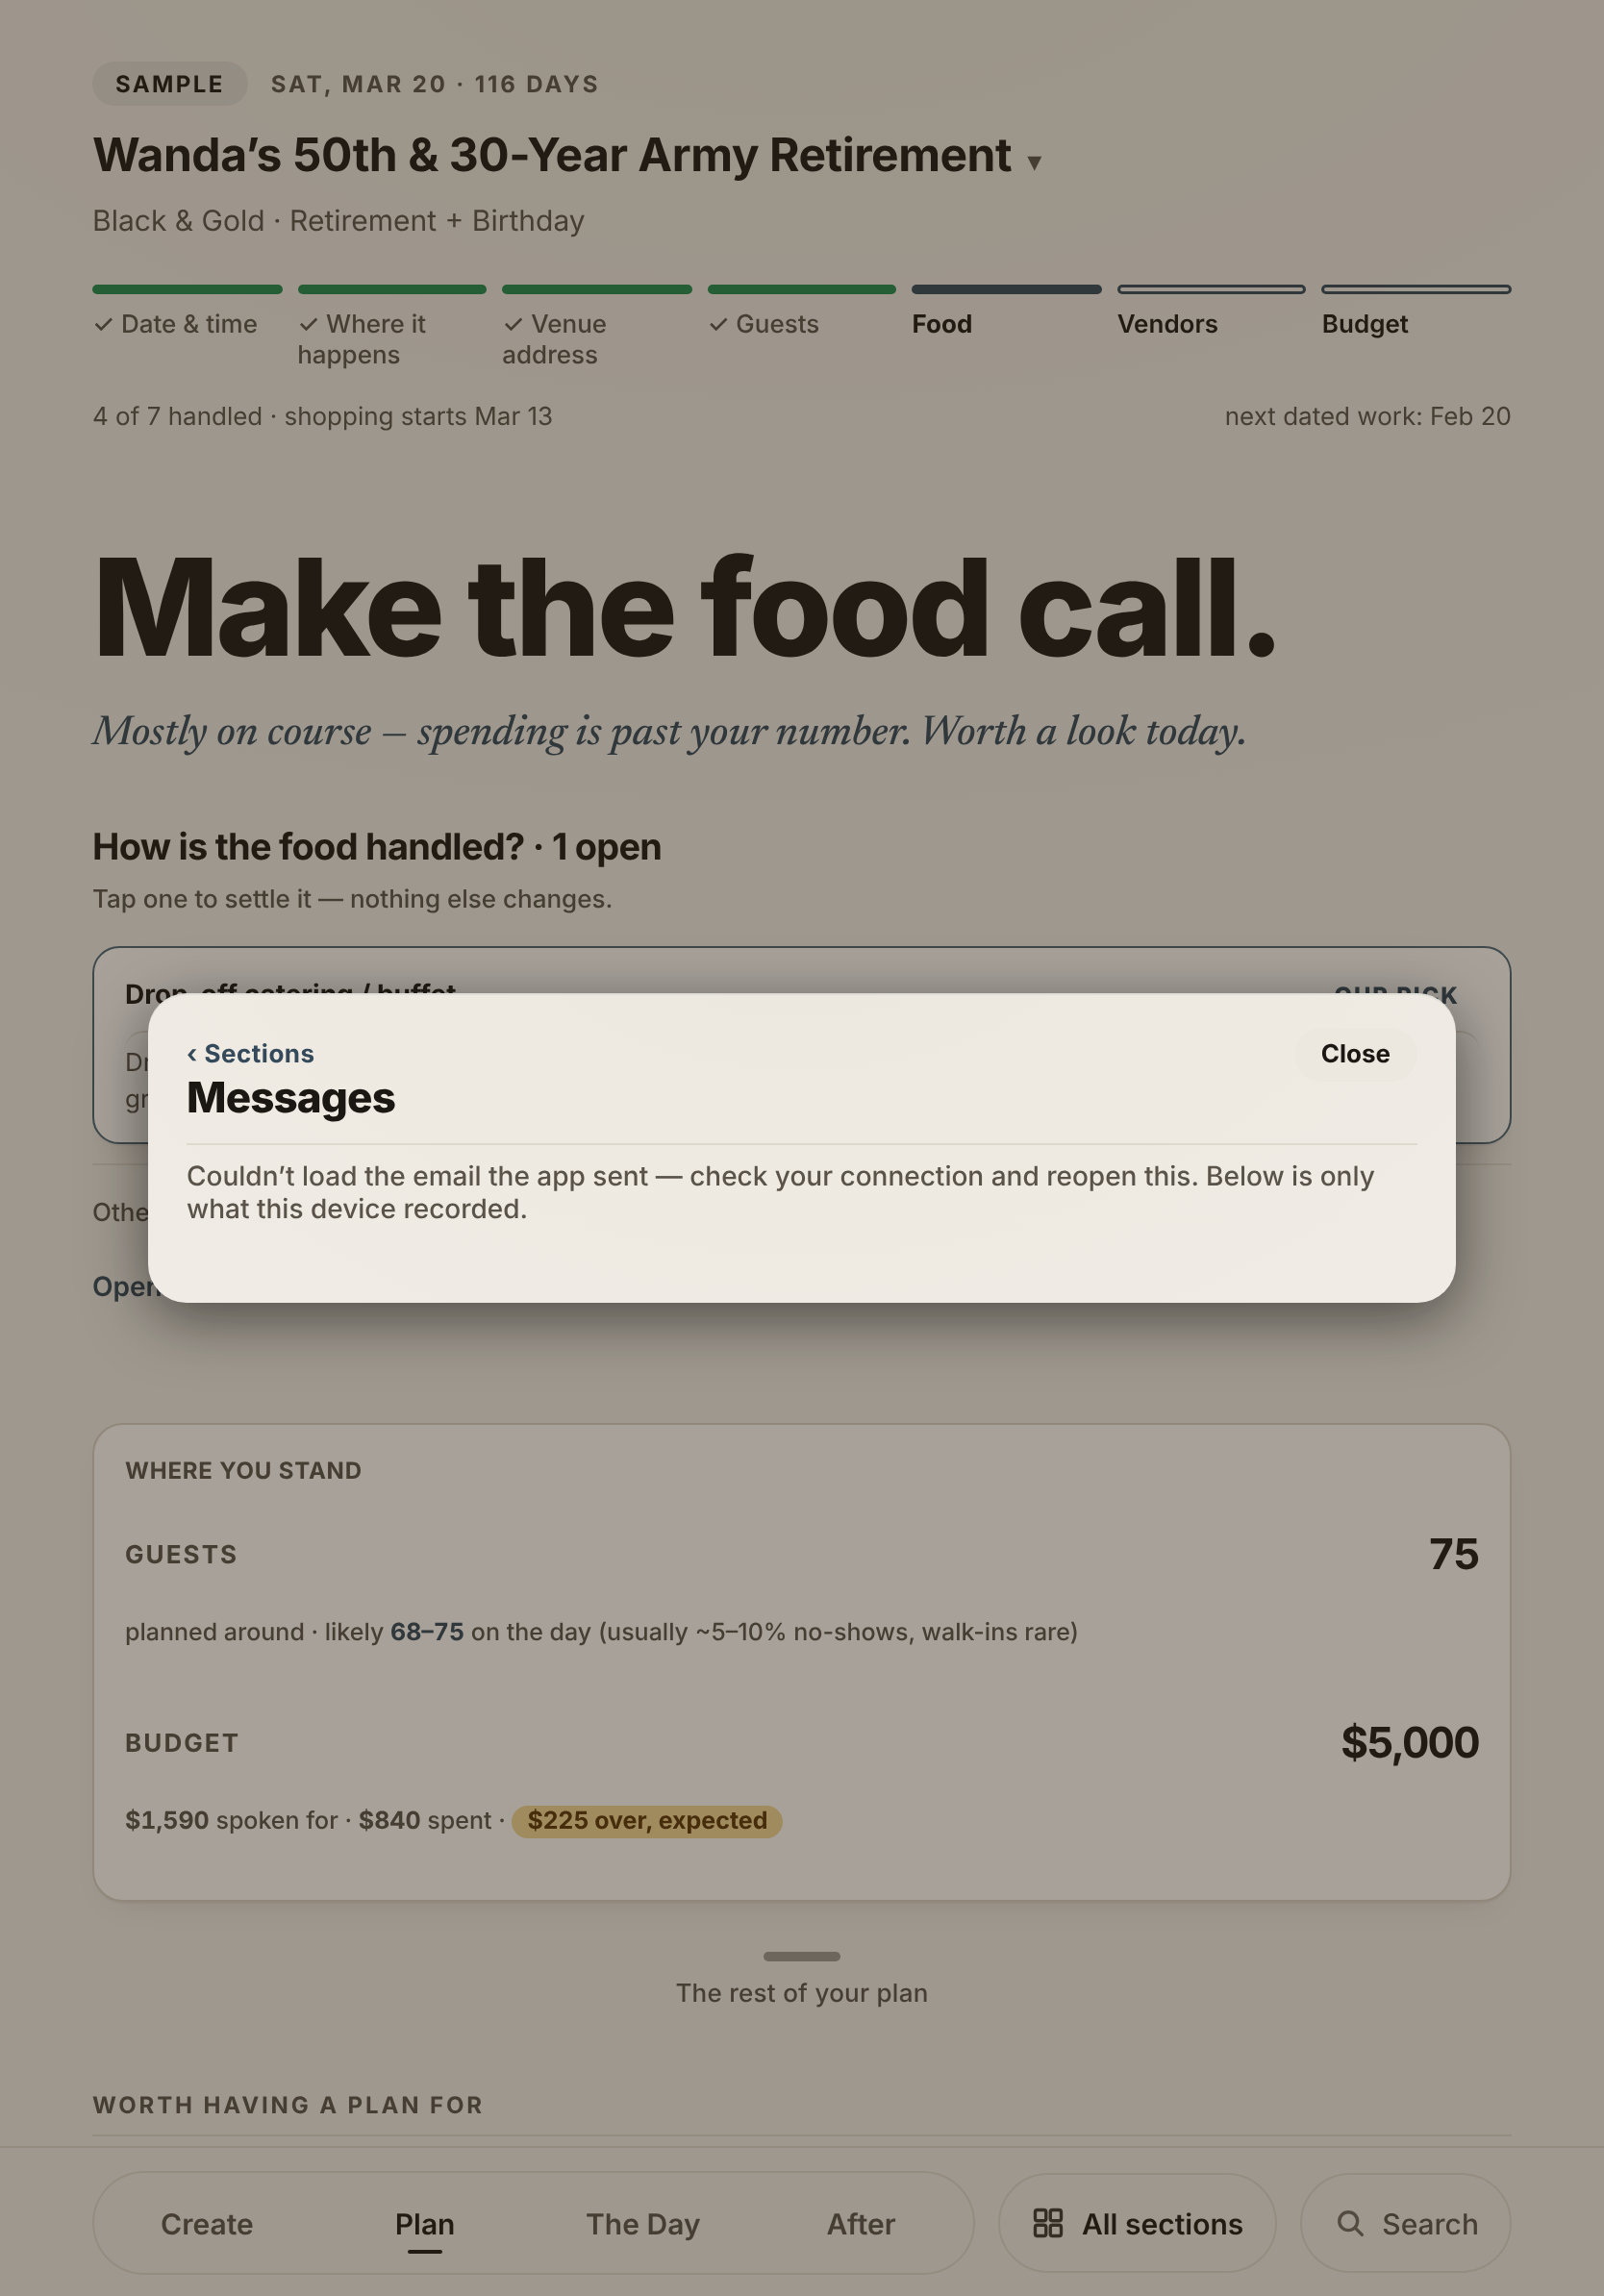 SAMPLE SAT, MAR 20 · 116 DAYS
Wanda’s 50th & 30-Year Army Retirement ▾
Black & Gold · Retirement + Birthday
✓ Date & time ✓ Where it happens ✓ Venue address ✓ Guests Food Vendors Budget
4 of 7 handled · shopping starts Mar 13 next dated work: Feb 20
Make the food call.
Mostly on course – spending is past your number. Worth a look today.
How is the food handled? · 1 open
Tap one to settle it — nothing else changes.
Drop-off catering / buffet OUR PICK
‹ Sections Close
Messages
Couldn’t load the email the app sent — check your connection and reopen this. Below is only
what this device recorded.
WHERE YOU STAND
GUESTS 75
planned around · likely 68–75 on the day (usually ~5–10% no-shows, walk-ins rare)
BUDGET $5,000
$1,590 spoken for · $840 spent · $225 over, expected
The rest of your plan
WORTH HAVING A PLAN FOR
Create Plan The Day After All sections Search